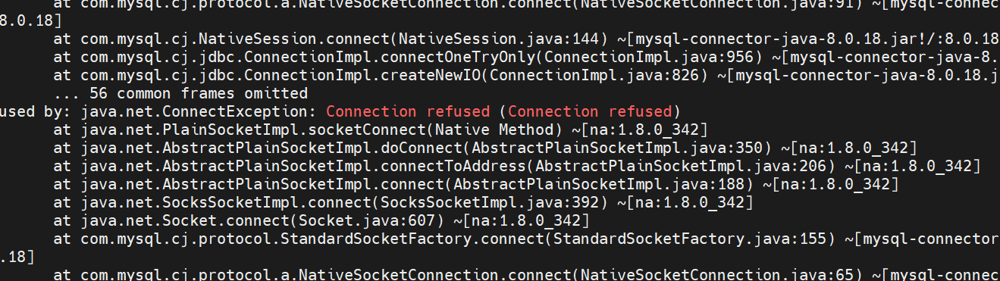 at com.mysql.cj.protocol.a.NativeSocketConnection.connect(NativeSocketConnection.java:91) ~[mysql-connec
8.0.18]
at com.mysql.cj.NativeSession.connect(NativeSession.java:144) ~[mysql-connector-java-8.0.18.jar!/:8.0.18
at com.mysql.cj.jdbc.ConnectionImpl.connectOneTryOnly(ConnectionImpl.java:956) ~[mysql-connector-java-8.
at com.mysql.cj.jdbc.ConnectionImpl.createNewIO(ConnectionImpl.java:826) ~[mysql-connector-java-8.0.18.j
... 56 common frames omitted
used by: java.net.ConnectException: Connection refused (Connection refused)
at java.net.PlainSocketImpl.socketConnect(Native Method) ~[na:1.8.0_342]
at java.net.AbstractPlainSocketImpl.doConnect(AbstractPlainSocketImpl.java:350) ~[na:1.8.0_342]
at java.net.AbstractPlainSocketImpl.connectToAddress(AbstractPlainSocketImpl.java:206) ~[na:1.8.0_342]
at java.net.AbstractPlainSocketImpl.connect(AbstractPlainSocketImpl.java:188) ~[na:1.8.0_342]
at java.net.SocksSocketImpl.connect(SocksSocketImpl.java:392) ~[na:1.8.0_342]
at java.net.Socket.connect(Socket.java:607) ~[na:1.8.0_342]
at com.mysql.cj.protocol.StandardSocketFactory.connect(StandardSocketFactory.java:155) ~[mysql-connector
.18]
at com.mysql.cj.protocol.a.NativeSocketConnection.connect(NativeSocketConnection.java:65) ~[mysql-connec